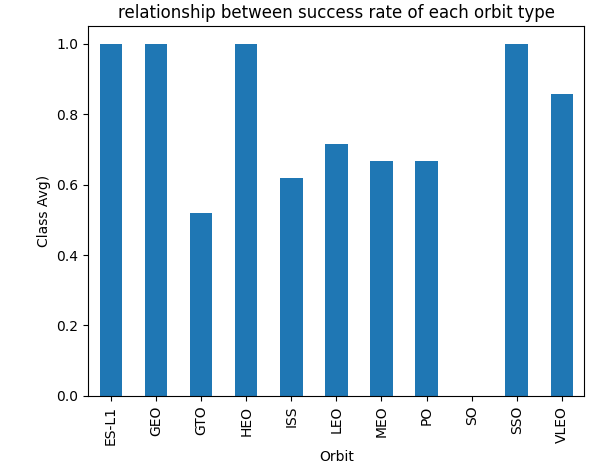 relationship between success rate of each orbit type
1.0
0.8
0.6
0.4
0.2
0.0
Class Avg)
ES-L1
GEO
GTO
HEO
ISS
LEO
MEO
PO
SO
SSO
VLEO
Orbit